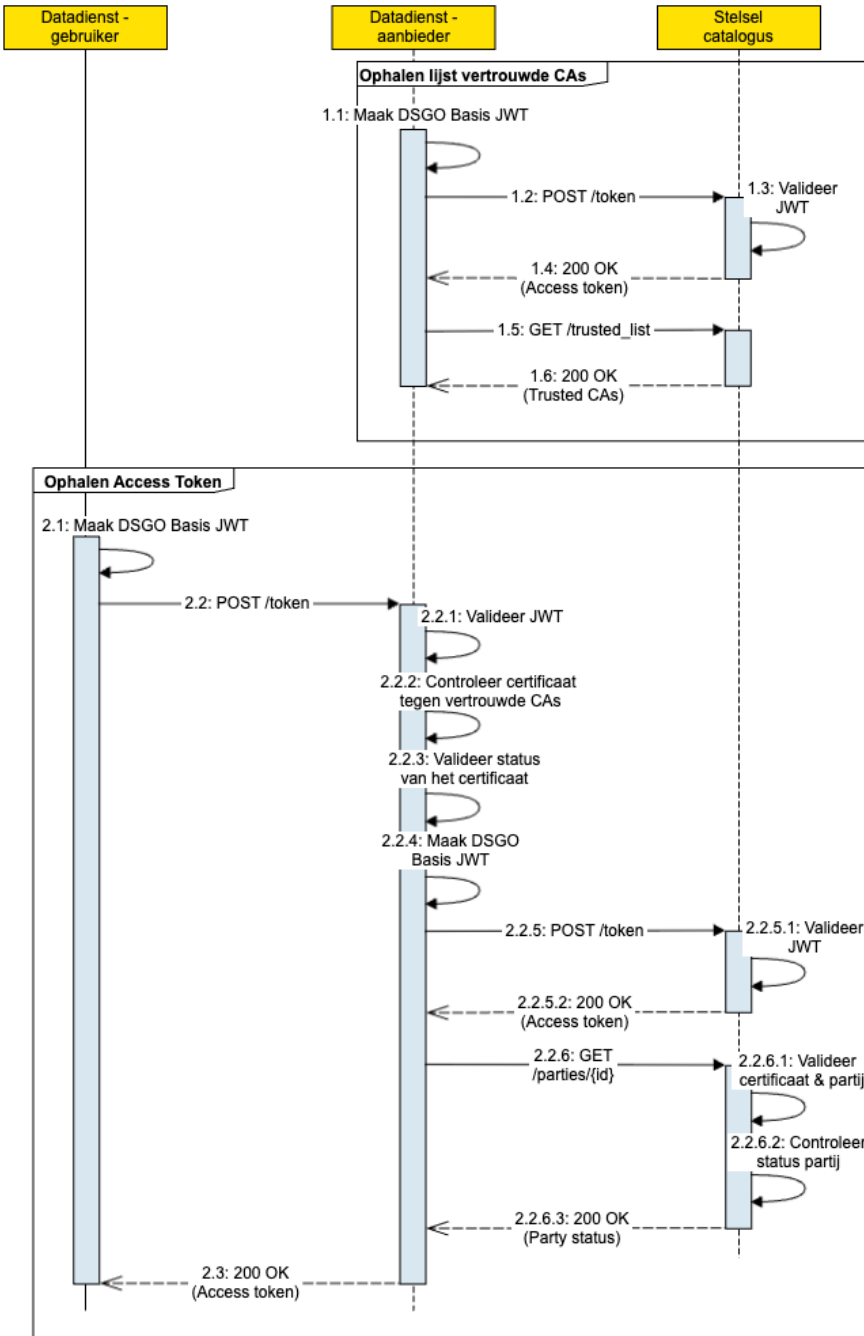 Datadienst -
gebruiker
Datadienst -
aanbieder
Stelsel
catalogus
Ophalen lijst vertrouwde CAs
1.1: Maak DSGO Basis JWT
1.2: POST /token
1.3: Valideer
JWT
1.4: 200 OK
(Access token)
1.5: GET /trusted_list
1.6: 200 OK
(Trusted CAs)
Ophalen Access Token
2.1: Maak DSGO Basis JWT
2.2: POST /token
2.2.1: Valideer JWT
2.2.2: Controleer certificaat
tegen vertrouwde CAs
2.2.3: Valideer status
van het certificaat
2.2.4: Maak DSGO
Basis JWT
2.2.5: POST /token
2.2.5.1: Valideer
JWT
2.2.5.2: 200 OK
(Access token)
2.2.6: GET
/parties/{id}
2.2.6.1: Valideer
certificaat & partij
2.2.6.2: Controleer
status partij
2.2.6.3: 200 OK
(Party status)
2.3: 200 OK
(Access token)